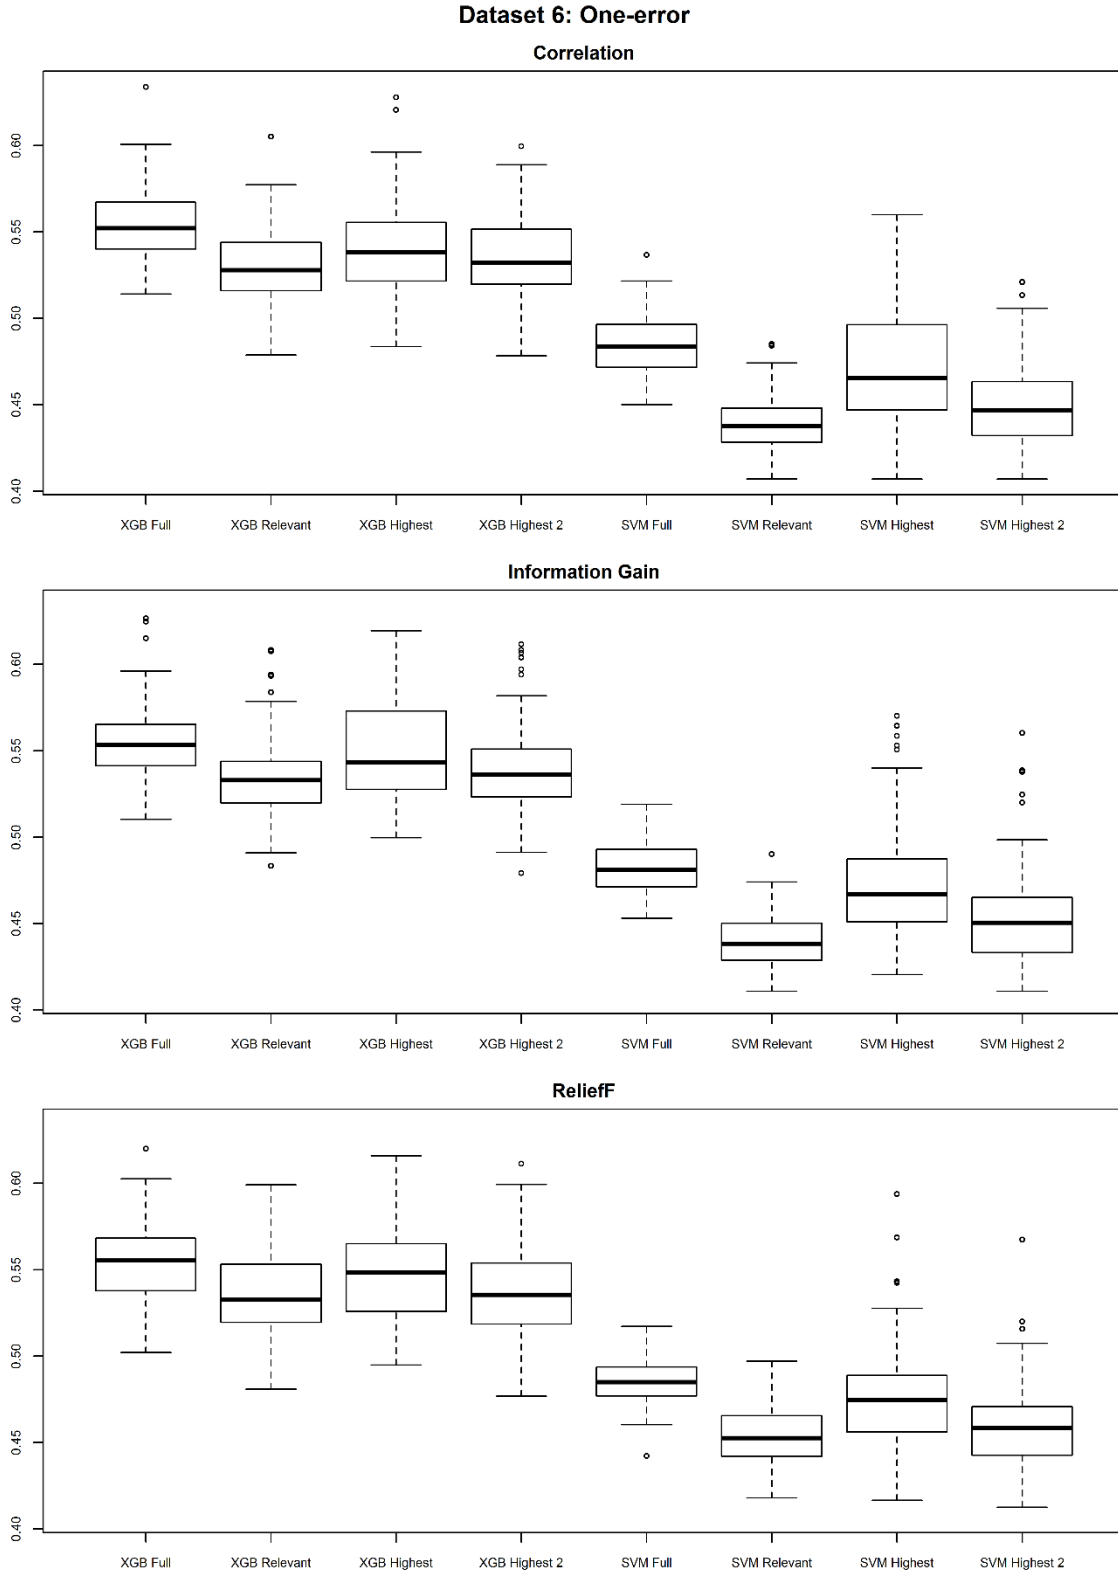 Dataset 6: One-error
Correlation
0.60
0.55
0.50
0.45
0.40
XGB Full XGB Relevant XGB Highest XGB Highest 2 SVM Full SVM Relevant SVM Highest SVM Highest 2
Information Gain
0.60
0.55
0.50
0.45
0.40
XGB Full XGB Relevant XGB Highest XGB Highest 2 SVM Full SVM Relevant SVM Highest SVM Highest 2
ReliefF
0.60
0.55
0.50
0.45
0.40
XGB Full XGB Relevant XGB Highest XGB Highest 2 SVM Full SVM Relevant SVM Highest SVM Highest 2